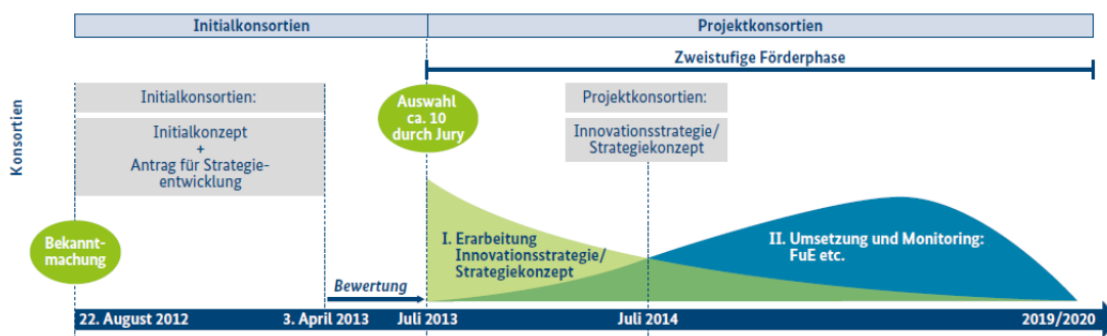 Initialkonsortien
Projektkonsortien
Zweistufige Förderphase
Konsortien
Initialkonsortien:
Initialkonzept
+
Antrag für Strategie-
entwicklung
Auswahl
ca. 10
durch Jury
Projektkonsortien:
Innovationsstrategie/
Strategiekonzept
Bekannt-
machung
I. Erarbeitung
Innovationsstrategie/
Strategiekonzept
II. Umsetzung und Monitoring:
FuE etc.
Bewertung
22. August 2012
3. April 2013
Juli 2013
Juli 2014
2019/2020